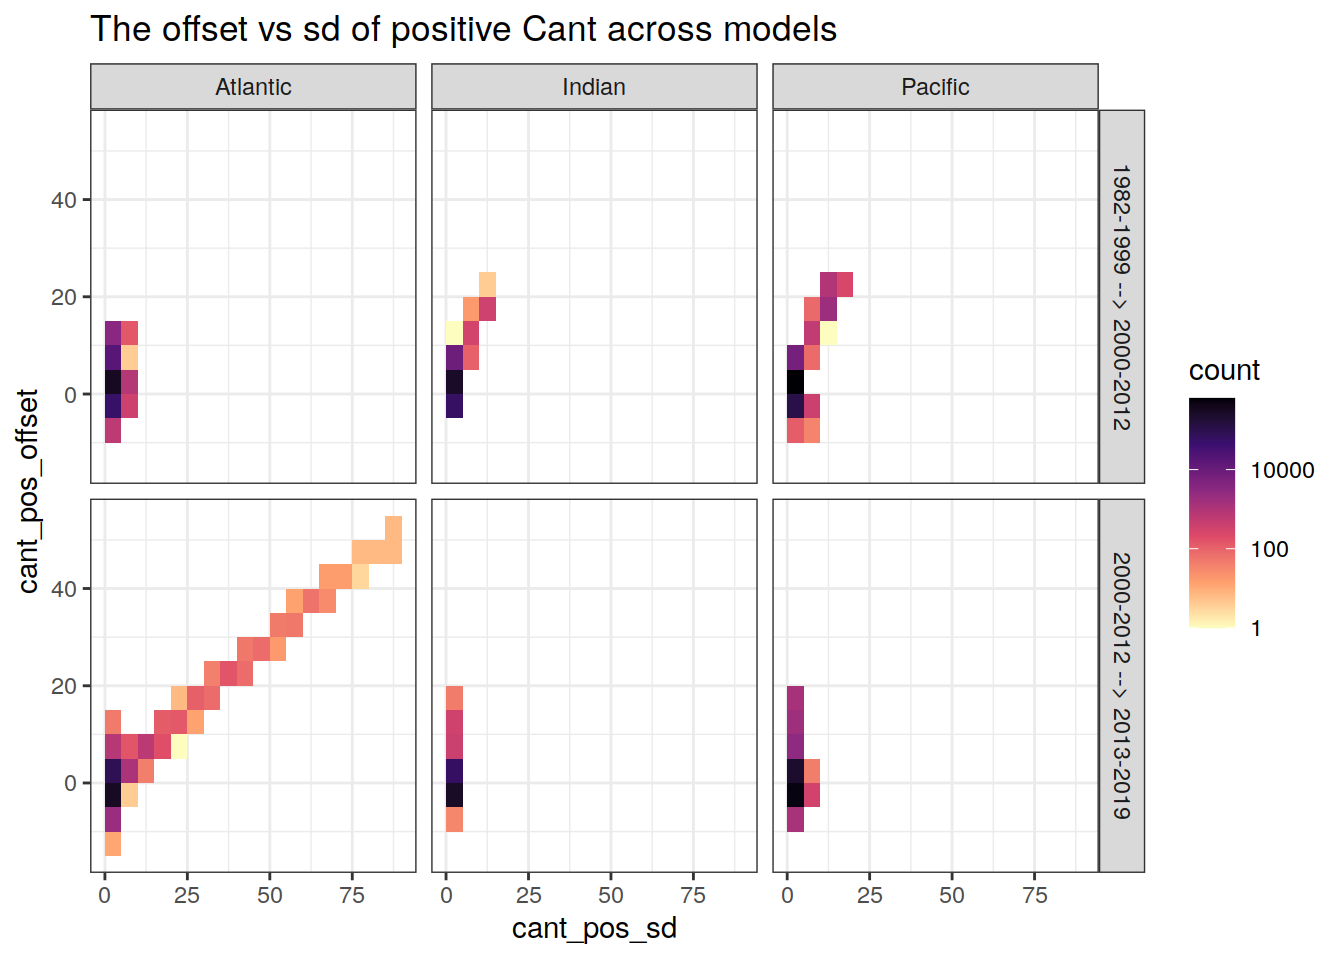 The offset vs sd of positive Cant across models
Atlantic
Indian
Pacific
40
20
0
1982-1999 --> 2000-2012
40
20
0
2000-2012 --> 2013-2019
0
25
50
75
0
25
50
75
0
25
50
75
cant_pos_sd
cant_pos_offset
count
10000
100
1